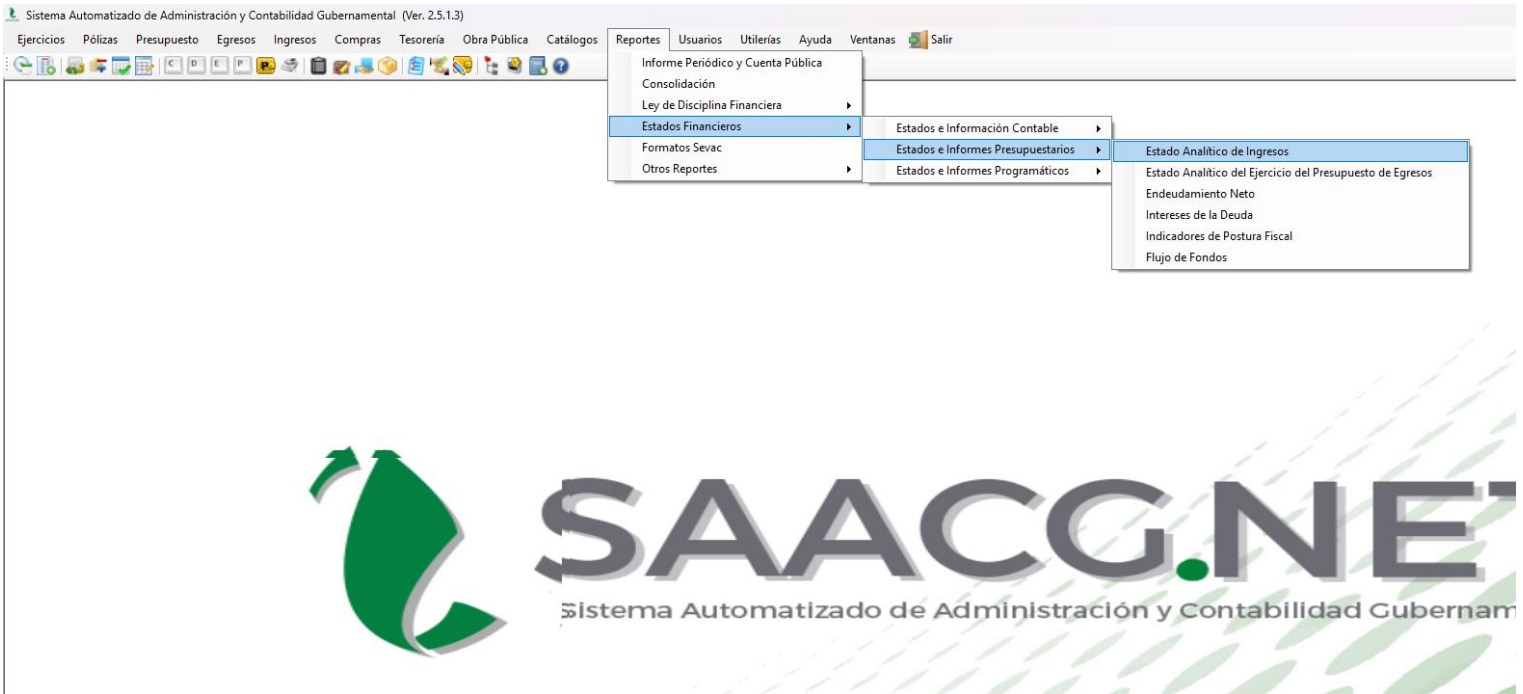 Sistema Automatizado de Administración y Contabilidad Gubernamental (Ver. 2.5.1.3)
Ejercicios Pólizas Presupuesto Egresos Ingresos Compras Tesorería Obra Pública Catálogos Reportes Usuarios Utilerías Ayuda Ventanas Salir
C D E P
Informe Periódico y Cuenta Pública
Consolidación
Ley de Disciplina Financiera
Estados Financieros
Formatos Sevac
Otros Reportes
Estados e Información Contable
Estados e Informes Presupuestarios
Estados e Informes Programáticos
Estado Analítico de Ingresos
Estado Analítico del Ejercicio del Presupuesto de Egresos
Endeudamiento Neto
Intereses de la Deuda
Indicadores de Postura Fiscal
Flujo de Fondos
SAACG.NET
Sistema Automatizado de Administración y Contabilidad Gubernam